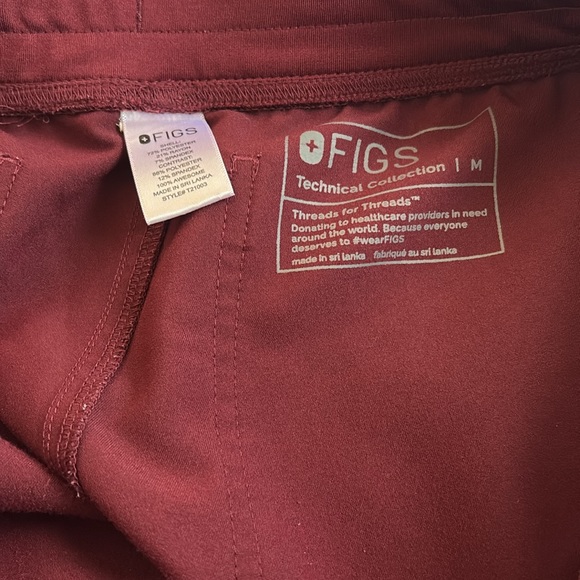 FIGS
SHELL:
72% POLYESTER
21% RAYON
7% SPANDEX
CONTRAST:
88% POLYESTER
12% SPANDEX
100% AWESOME
MADE IN SRI LANKA
STYLE# T21003
FIGS
Technical Collection | M
Threads for Threads™
Donating to healthcare providers in need
around the world. Because everyone
deserves to #wearFIGS
made in sri lanka fabriqué au sri lanka